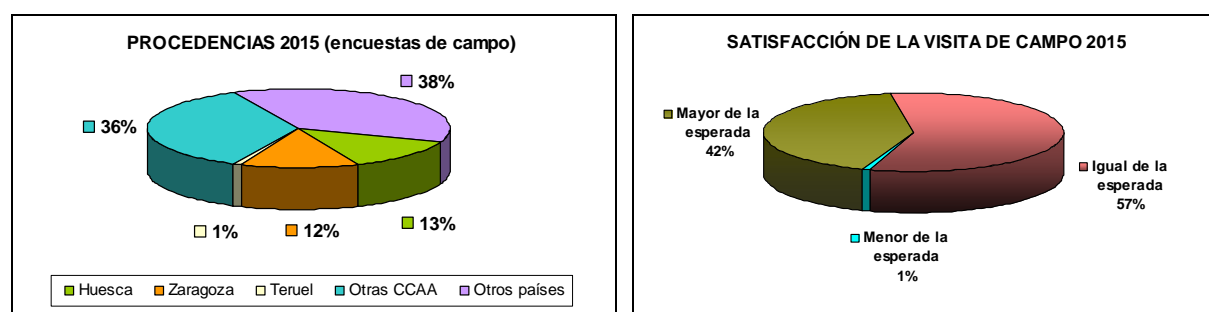 PROCEDENCIAS 2015 (encuestas de campo)
38%
36%
1%
12%
13%
Huesca
Zaragoza
Teruel
Otras CCAA
Otros países
SATISFACCIÓN DE LA VISITA DE CAMPO 2015
Mayor de la
esperada
42%
Igual de la
esperada
57%
Menor de la
esperada
1%